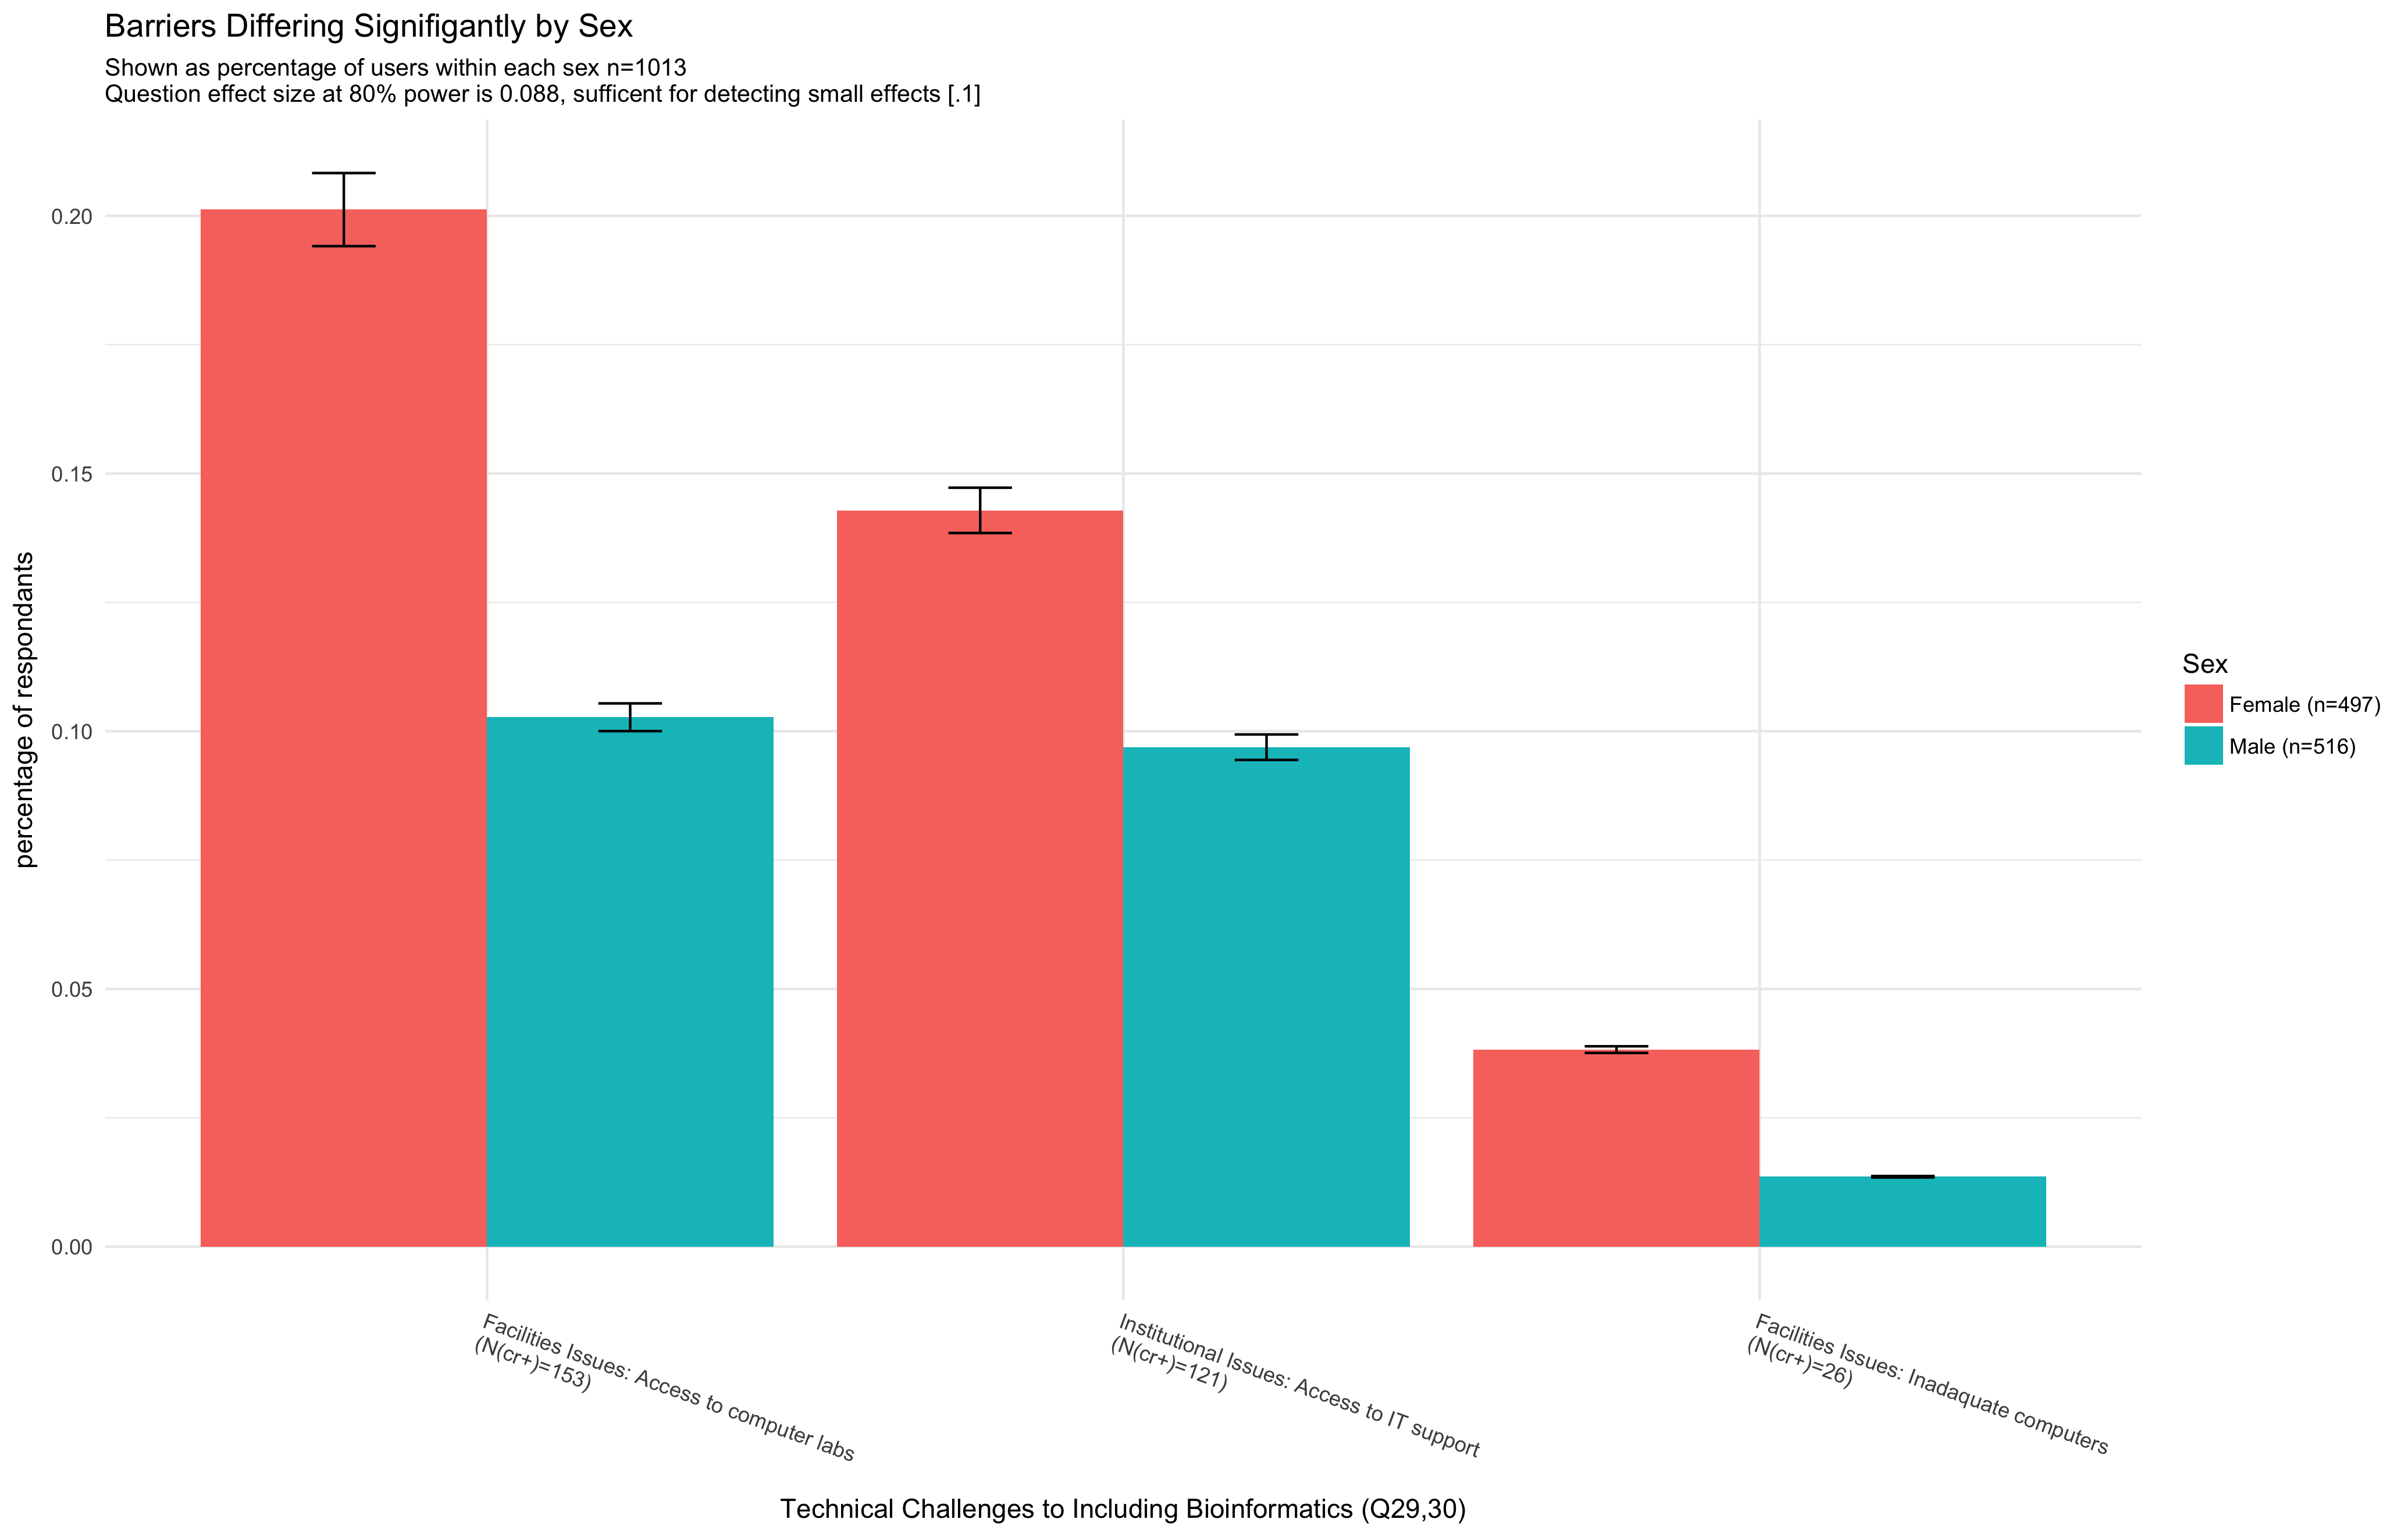 Barriers Differing Signifigantly by Sex
Shown as percentage of users within each sex n=1013
Question effect size at 80% power is 0.088, sufficent for detecting small effects [.1]
percentage of respondants
0.20
0.15
0.10
0.05
0.00
Sex
Female (n=497)
Male (n=516)
Facilities Issues: Access to computer labs
(N(cr+)=153)
Institutional Issues: Access to IT support
(N(cr+)=121)
Facilities Issues: Inadaquate computers
(N(cr+)=26)
Technical Challenges to Including Bioinformatics (Q29,30)